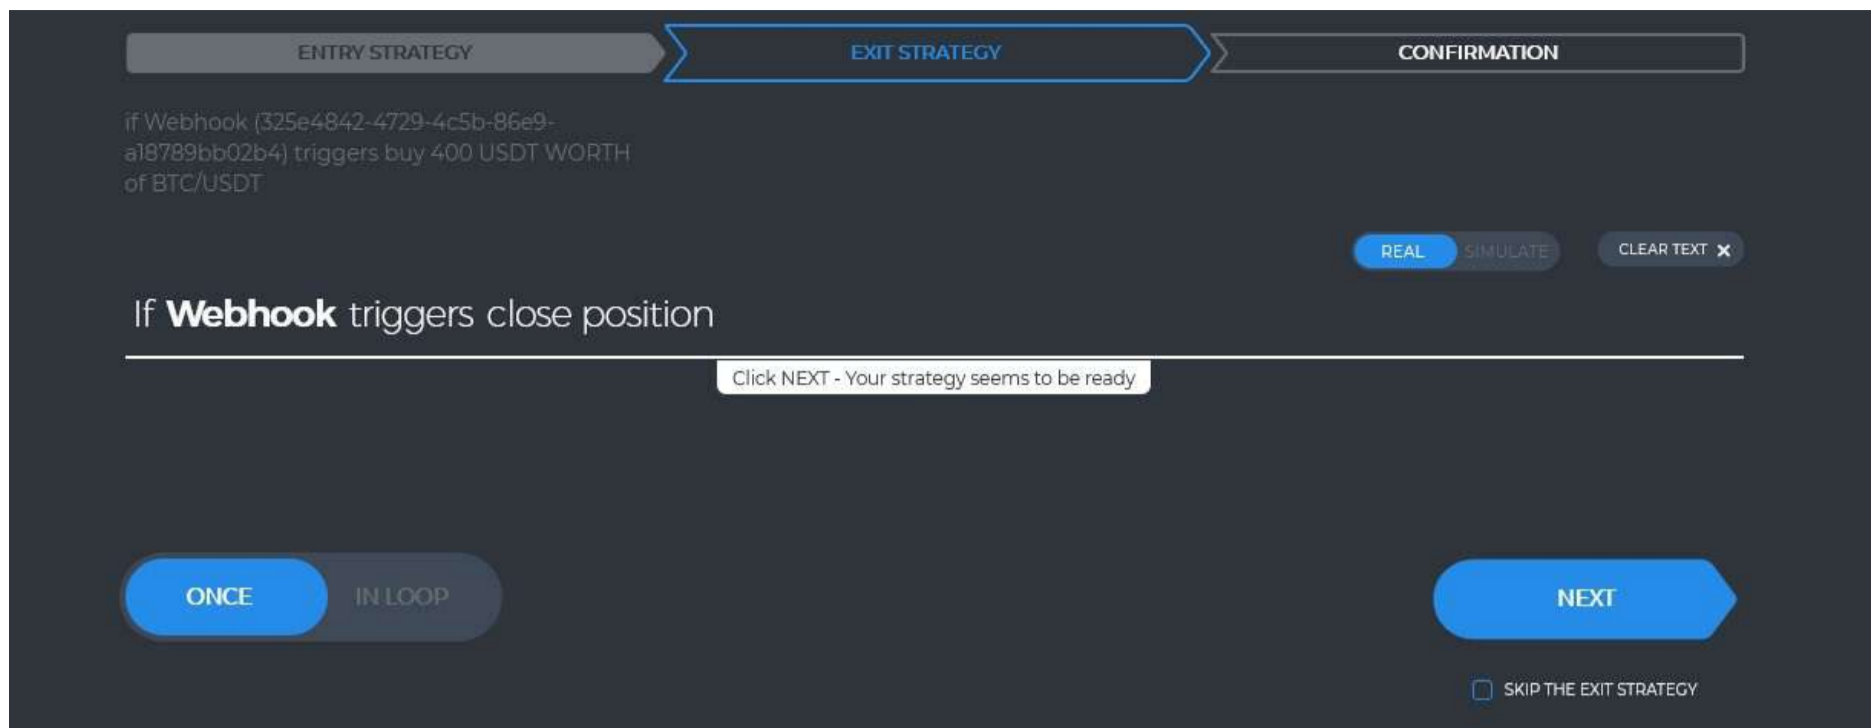 ENTRY STRATEGY
EXIT STRATEGY
CONFIRMATION
if Webhook (325e4842-4729-4c5b-86e9-
a18789bb02b4) triggers buy 400 USDT WORTH
of BTC/USDT
REAL
SIMULATE
CLEAR TEXT X
If Webhook triggers close position
Click NEXT - Your strategy seems to be ready
ONCE
IN LOOP
NEXT
SKIP THE EXIT STRATEGY